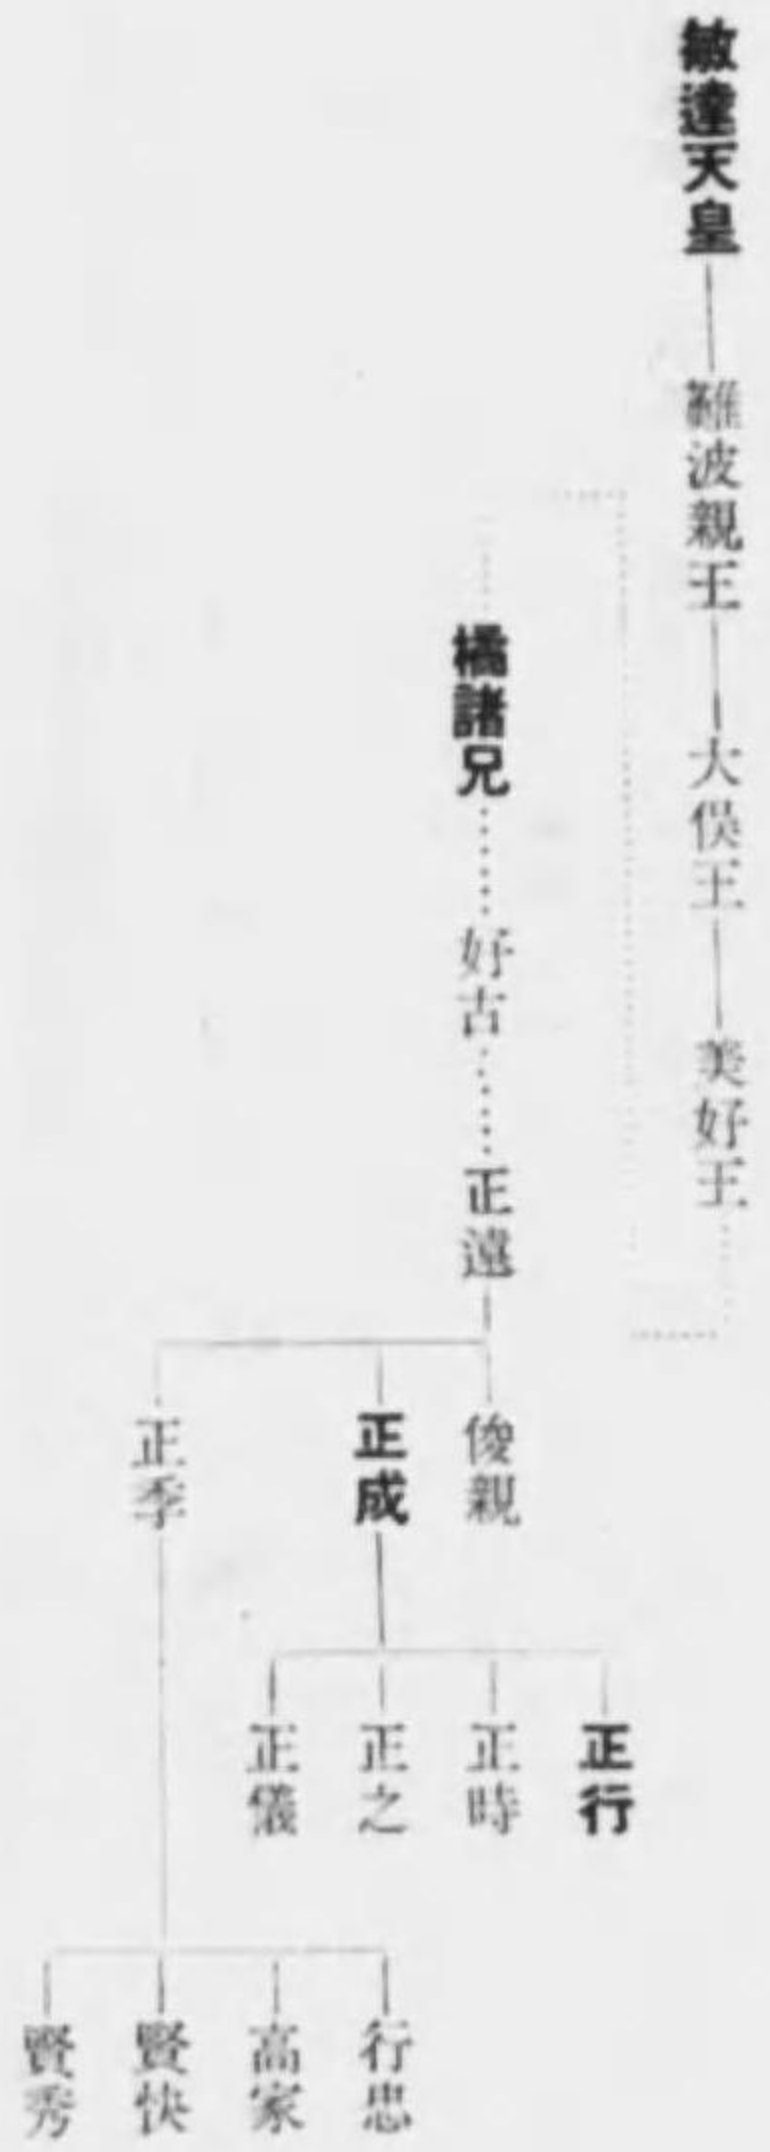 敏達天皇
難波親王
大俣王
美好王
橘諸兄
好古
正遠
俊親
正成
正季
正行
正時
正之
正儀
行忠
高家
賢快
賢秀